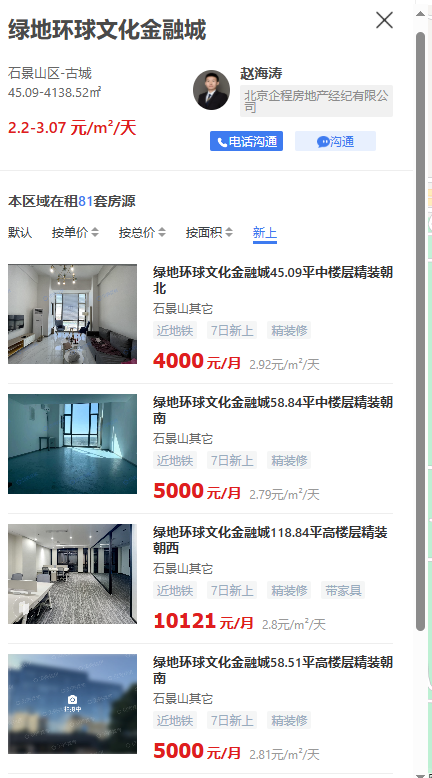 绿地环球文化金融城
石景山区-古城
45.09-4138.52㎡
2.2-3.07 元/m²/天
赵海涛
北京企程房地产经纪有限公
司
电话沟通
沟通
本区域在租81套房源
默认 按单价 按总价 按面积 新上
绿地环球文化金融城45.09平中楼层精装朝
北
石景山其它
近地铁 7日新上 精装修
4000 元/月 2.92元/m²/天
绿地环球文化金融城58.84平中楼层精装朝
南
石景山其它
近地铁 7日新上 精装修
5000 元/月 2.79元/m²/天
绿地环球文化金融城118.84平高楼层精装
朝西
石景山其它
近地铁 7日新上 精装修 带家具
10121 元/月 2.8元/m²/天
绿地环球文化金融城58.51平高楼层精装朝
南
石景山其它
近地铁 7日新上 精装修
5000 元/月 2.81元/m²/天